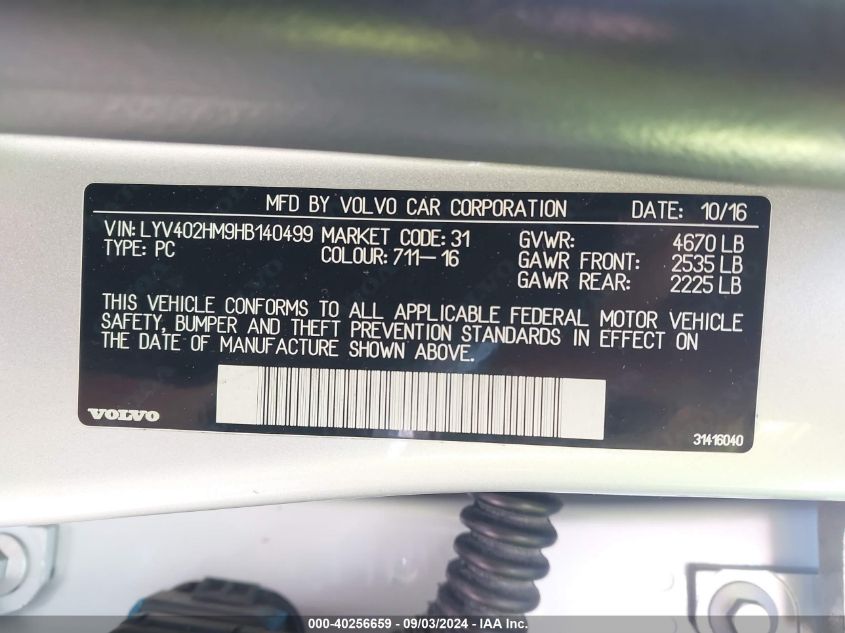 MFD BY VOLVO CAR CORPORATION DATE: 10/16
VIN: LYV402HM9HB140499 MARKET CODE: 31 GVWR: 4670 LB
TYPE: PC COLOUR: 711-16 GAWR FRONT: 2535 LB
GAWR REAR: 2225 LB
THIS VEHICLE CONFORMS TO ALL APPLICABLE FEDERAL MOTOR VEHICLE
SAFETY, BUMPER AND THEFT PREVENTION STANDARDS IN EFFECT ON
THE DATE OF MANUFACTURE SHOWN ABOVE.
VOLVO 31416040
000-40256659 - 09/03/2024 - IAA Inc.